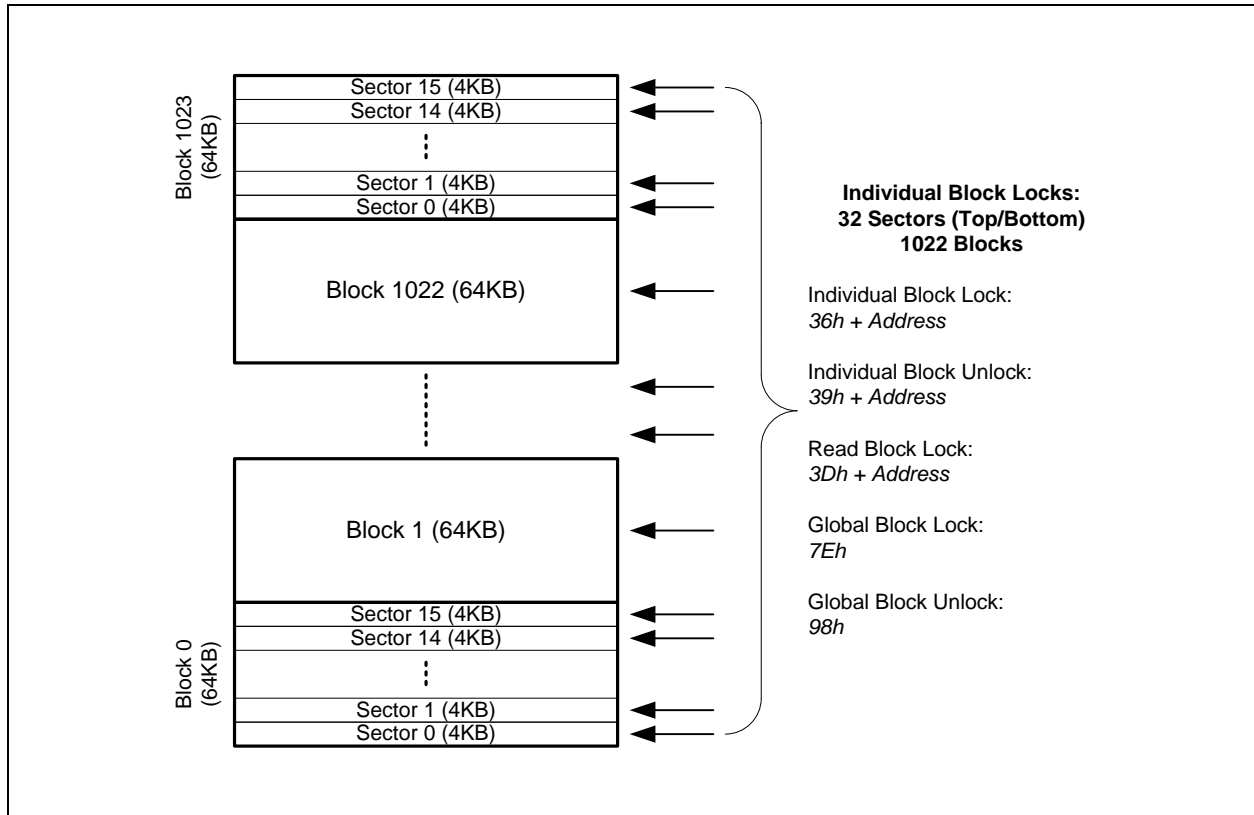 Block 1023
(64KB)
Sector 15 (4KB)
Sector 14 (4KB)
Sector 1 (4KB)
Sector 0 (4KB)
Block 1022 (64KB)
Block 1 (64KB)
Block 0
(64KB)
Sector 15 (4KB)
Sector 14 (4KB)
Sector 1 (4KB)
Sector 0 (4KB)
Individual Block Locks:
32 Sectors (Top/Bottom)
1022 Blocks
Individual Block Lock:
36h + Address
Individual Block Unlock:
39h + Address
Read Block Lock:
3Dh + Address
Global Block Lock:
7Eh
Global Block Unlock:
98h